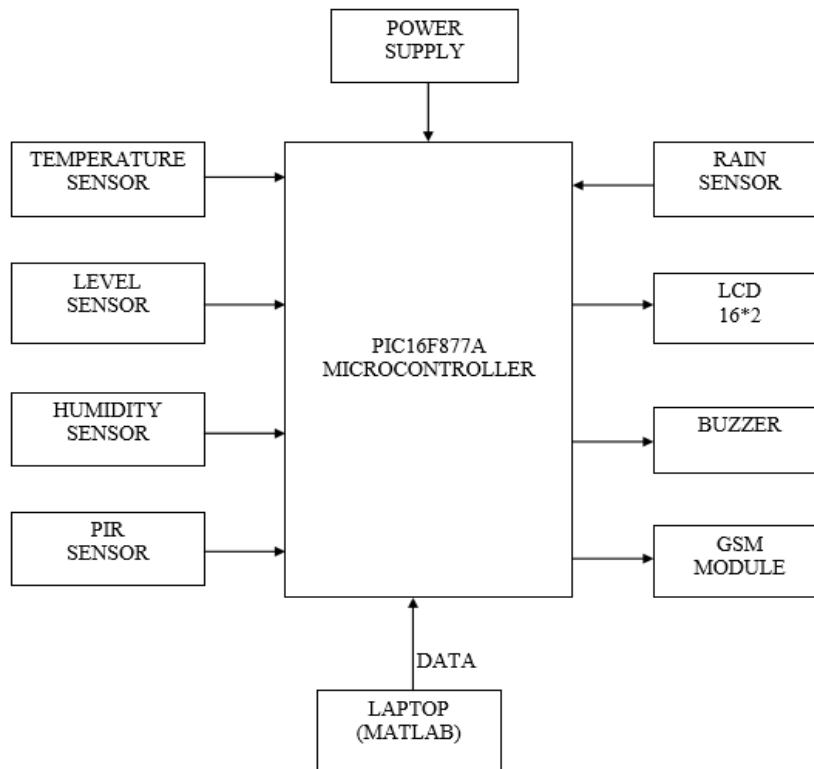 POWER
SUPPLY
TEMPERATURE
SENSOR
RAIN
SENSOR
LEVEL
SENSOR
LCD
16*2
PIC16F877A
MICROCONTROLLER
HUMIDITY
SENSOR
BUZZER
PIR
SENSOR
GSM
MODULE
DATA
LAPTOP
(MATLAB)